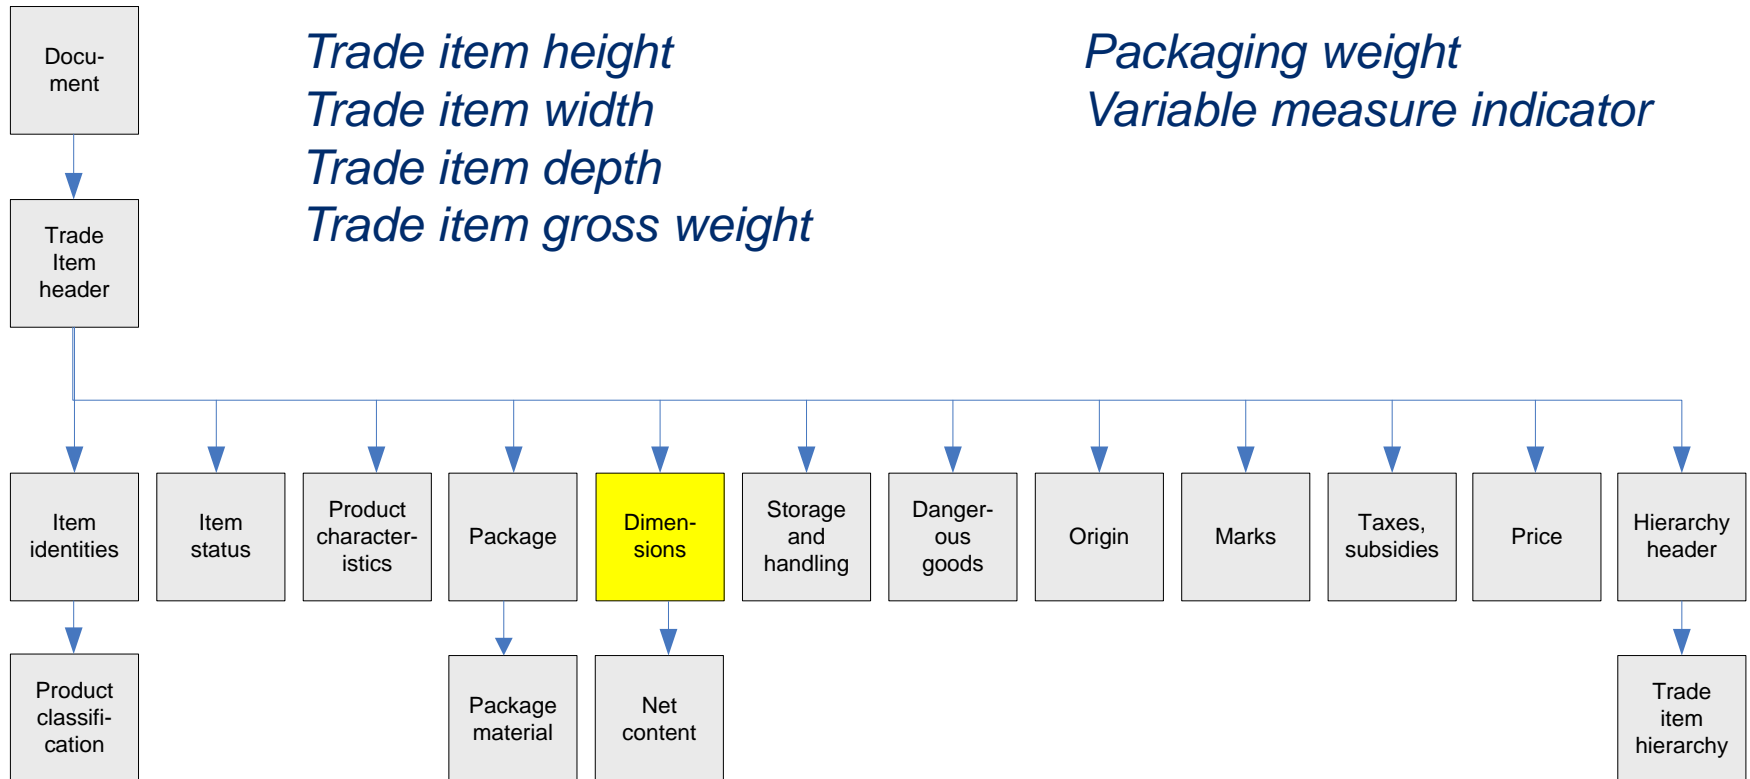 Docu-
ment
Trade item height
Trade item width
Trade item depth
Trade item gross weight
Packaging weight
Variable measure indicator
Trade
Item
header
Item
identities
Item
status
Product
character-
istics
Package
Dimen-
sions
Storage
and
handling
Danger-
ous
goods
Origin
Marks
Taxes,
subsidies
Price
Hierarchy
header
Product
classifi-
cation
Package
material
Net
content
Trade
item
hierarchy